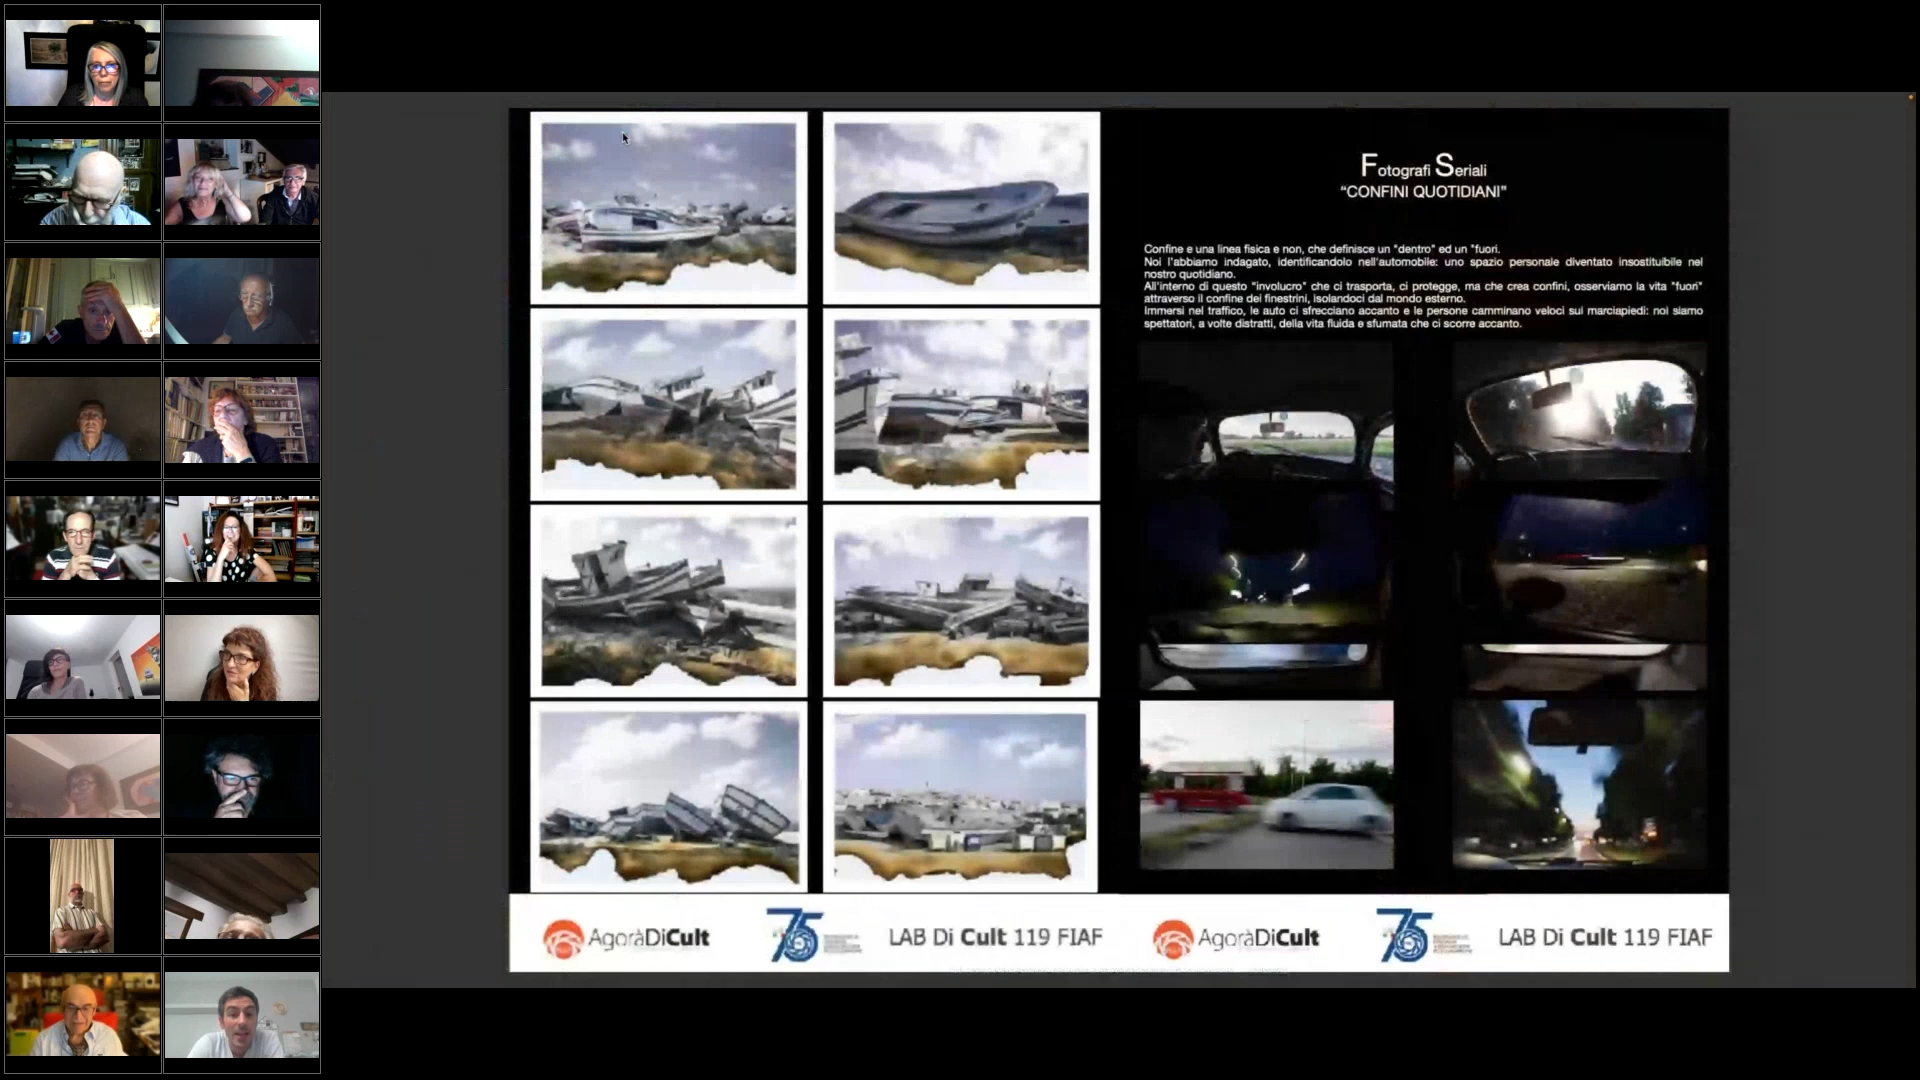 Fotografi Seriali
“CONFINI QUOTIDIANI”
Confine e una linea fisica e non, che definisce un "dentro" ed un "fuori.
Noi l'abbiamo indagato, identificandolo nell'automobile: uno spazio personale diventato insostituibile nel
nostro quotidiano.
All'interno di questo "involucro" che ci trasporta, ci protegge, ma che crea confini, osserviamo la vita "fuori"
attraverso il confine dei finestrini, isolandoci dal mondo esterno.
Immersi nel traffico, le auto ci sfrecciano accanto e le persone camminano veloci sui marciapiedi: noi siamo
spettatori, a volte distratti, della vita fluida e sfumata che ci scorre accanto.
AgoràDiCult 75 LAB Di Cult 119 FIAF AgoràDiCult 75 LAB Di Cult 119 FIAF